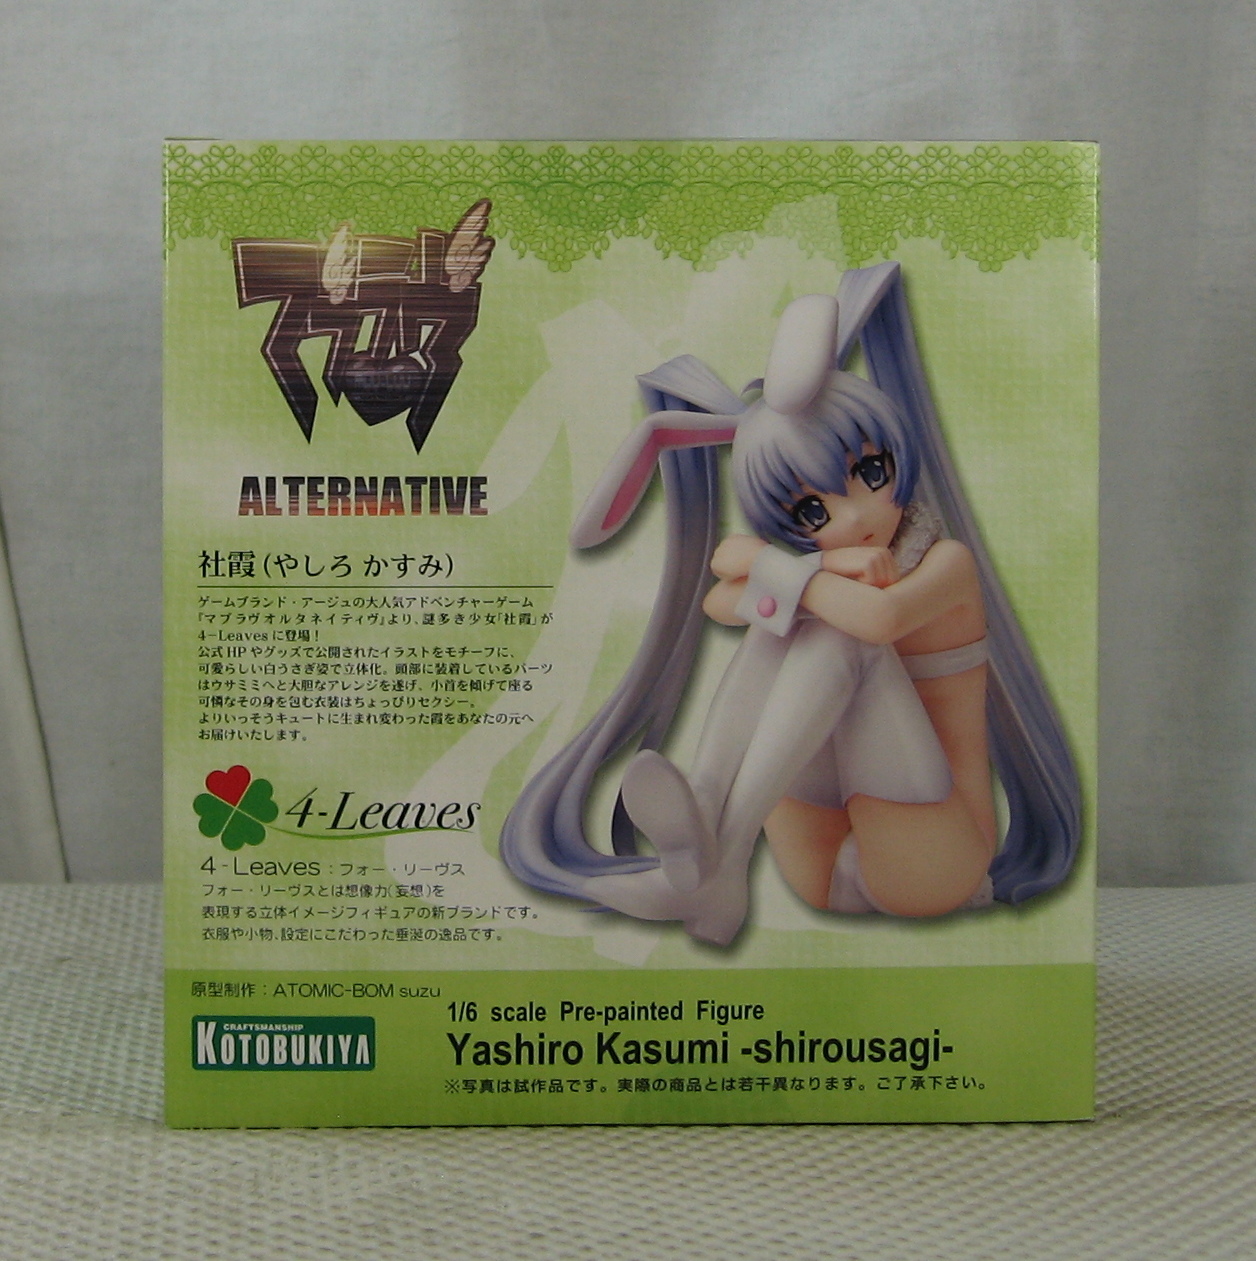 マブラヴ
ALTERNATIVE
社霞(やしろ かすみ)
ゲームブランド・アージュの大人気アドベンチャーゲーム
『マブラヴオルタネイティヴ』より、謎多き少女「社霞」が
4-Leavesに登場！
公式HPやグッズで公開されたイラストをモチーフに、
可愛らしい白うさぎ姿で立体化。頭部に装着しているパーツ
はウサミミへと大胆なアレンジを遂げ、小首を傾げて座る
可憐なその身を包む衣装はちょっぴりセクシー。
よりいっそうキュートに生まれ変わった霞をあなたの元へ
お届けいたします。
4-Leaves
4-Leaves：フォー・リーヴス
フォー・リーヴスとは想像力(妄想)を
表現する立体イメージフィギュアの新ブランドです。
衣服や小物、設定にこだわった垂涎の逸品です。
原型制作：ATOMIC-BOM suzu
CRAFTSMANSHIP
KOTOBUKIYA
1/6 scale Pre-painted Figure
Yashiro Kasumi -shirousagi-
※写真は試作品です。実際の商品とは若干異なります。ご了承下さい。